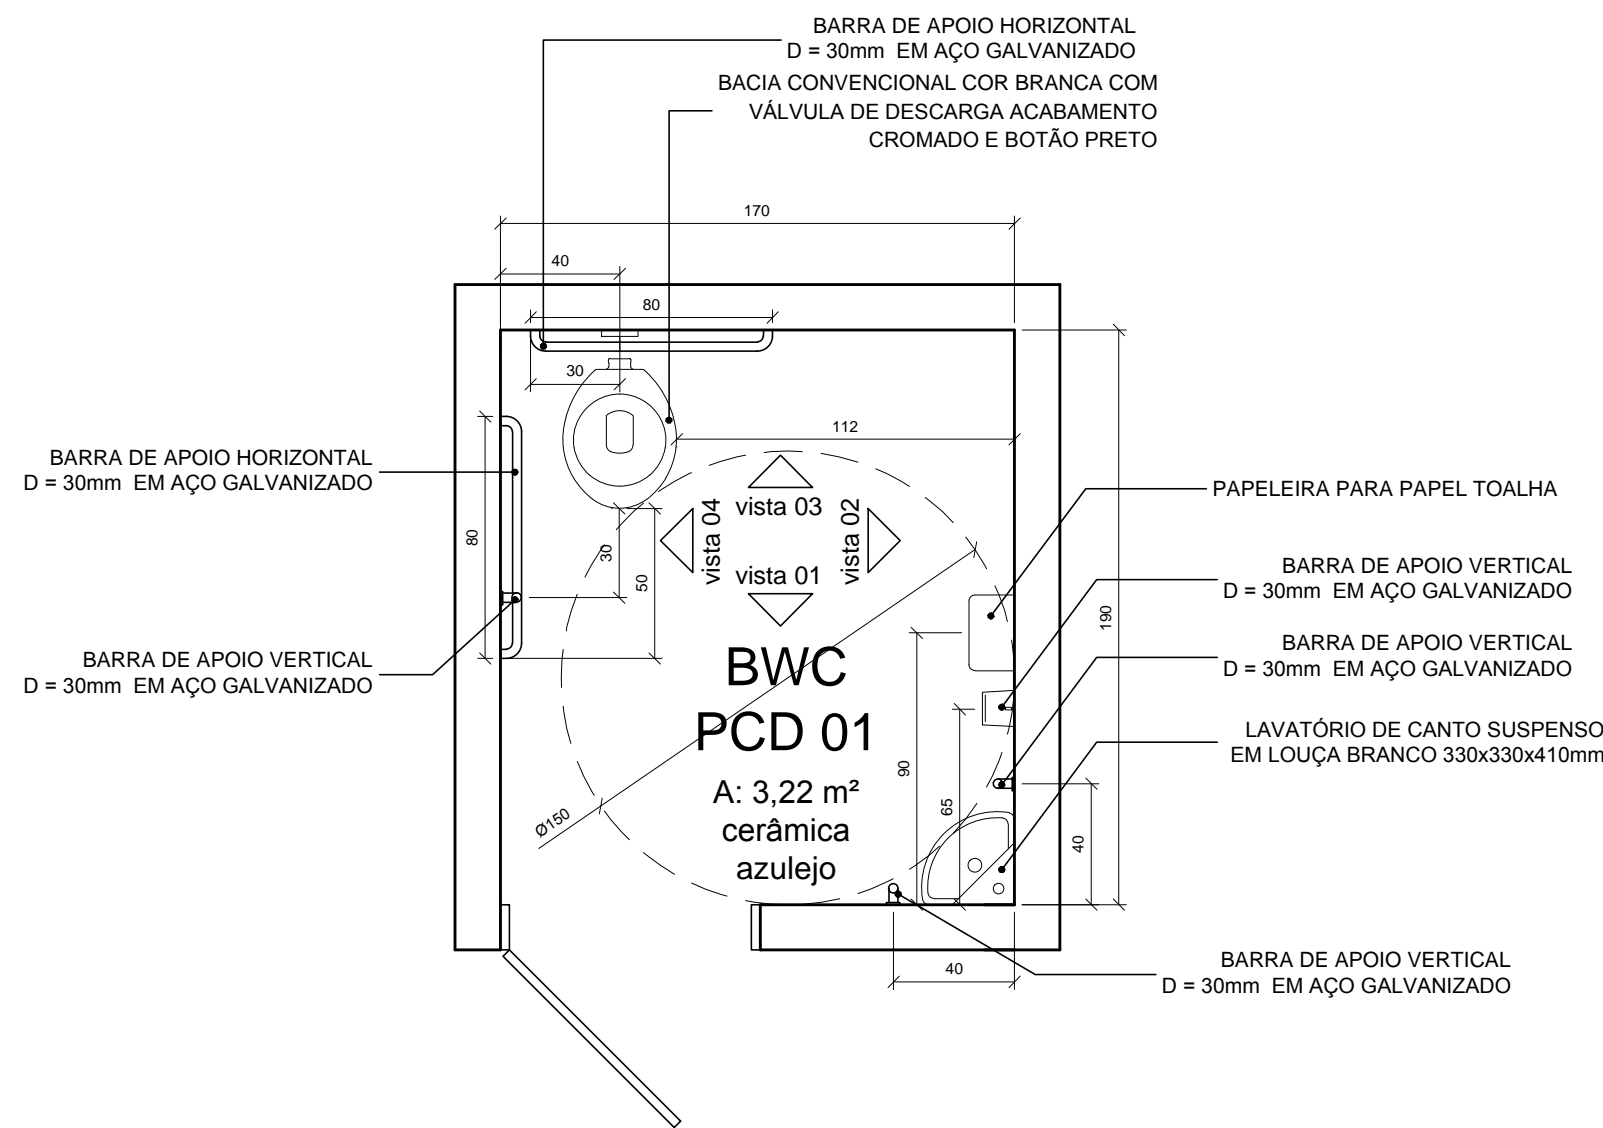 BARRA DE APOIO HORIZONTAL
D = 30mm EM AÇO GALVANIZADO
BACIA CONVENCIONAL COR BRANCA COM
VÁLVULA DE DESCARGA ACABAMENTO
CROMADO E BOTÃO PRETO
170
40
80
30
112
BARRA DE APOIO HORIZONTAL
D = 30mm EM AÇO GALVANIZADO
80
30
50
vista 04
vista 03
vista 02
vista 01
PAPELEIRA PARA PAPEL TOALHA
BARRA DE APOIO VERTICAL
D = 30mm EM AÇO GALVANIZADO
190
BARRA DE APOIO VERTICAL
D = 30mm EM AÇO GALVANIZADO
BARRA DE APOIO VERTICAL
D = 30mm EM AÇO GALVANIZADO
BWC
PCD 01
A: 3,22 m²
cerâmica
azulejo
Ø150
90
65
40
LAVATÓRIO DE CANTO SUSPENSO
EM LOUÇA BRANCO 330x330x410mm
40
BARRA DE APOIO VERTICAL
D = 30mm EM AÇO GALVANIZADO